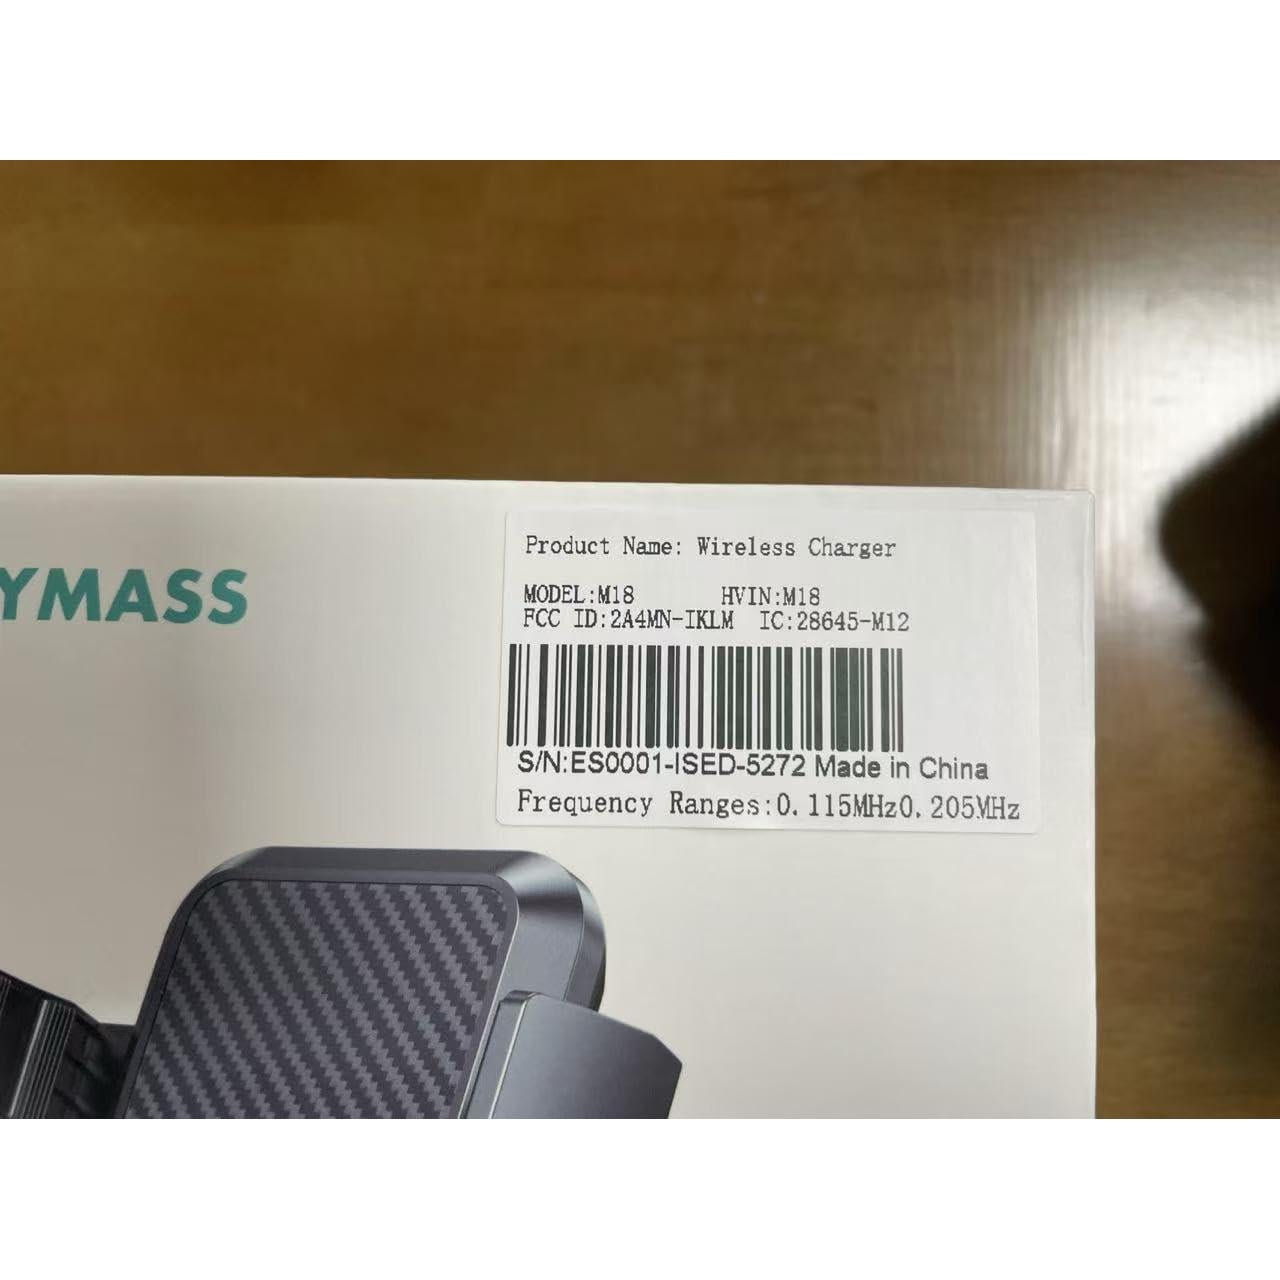 YMASS
Product Name: Wireless Charger
MODEL:M18 HVIN:M18
FCC ID:2A4MN-IKLM IC:28645-M12
S/N:ES0001-ISED-5272 Made in China
Frequency Ranges:0.115MHz0.205MHz